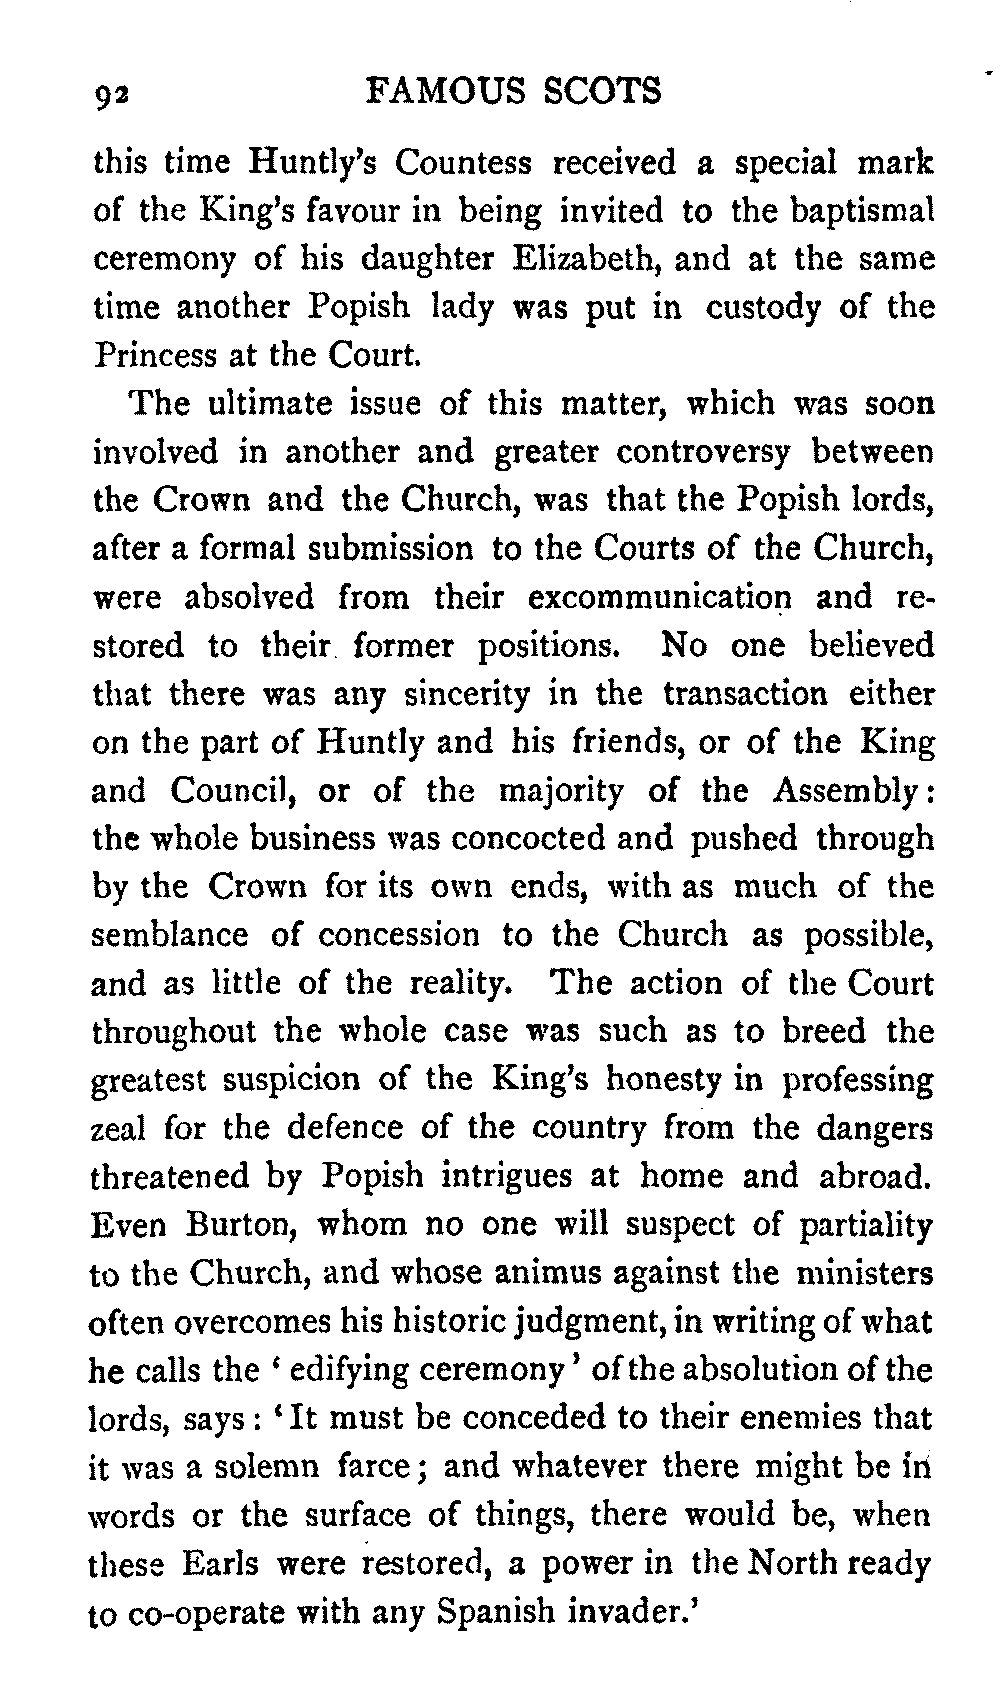 92 FAMOUS SCOTS
this time Huntly's Countess received a special mark
of the King's favour in being invited to the baptismal
ceremony of his daughter Elizabeth, and at the same
time another Popish lady was put in custody of the
Princess at the Court.
The ultimate issue of this matter, which was soon
involved in another and greater controversy between
the Crown and the Church, was that the Popish lords,
after a formal submission to the Courts of the Church,
were absolved from their excommunication and re-
stored to their former positions. No one believed
that there was any sincerity in the transaction either
on the part of Huntly and his friends, or of the King
and Council, or of the majority of the Assembly:
the whole business was concocted and pushed through
by the Crown for its own ends, with as much of the
semblance of concession to the Church as possible,
and as little of the reality. The action of the Court
throughout the whole case was such as to breed the
greatest suspicion of the King's honesty in professing
zeal for the defence of the country from the dangers
threatened by Popish intrigues at home and abroad.
Even Burton, whom no one will suspect of partiality
to the Church, and whose animus against the ministers
often overcomes his historic judgment, in writing of what
he calls the ‘edifying ceremony’ of the absolution of the
lords, says: ‘It must be conceded to their enemies that
it was a solemn farce; and whatever there might be in
words or the surface of things, there would be, when
these Earls were restored, a power in the North ready
to co-operate with any Spanish invader.’